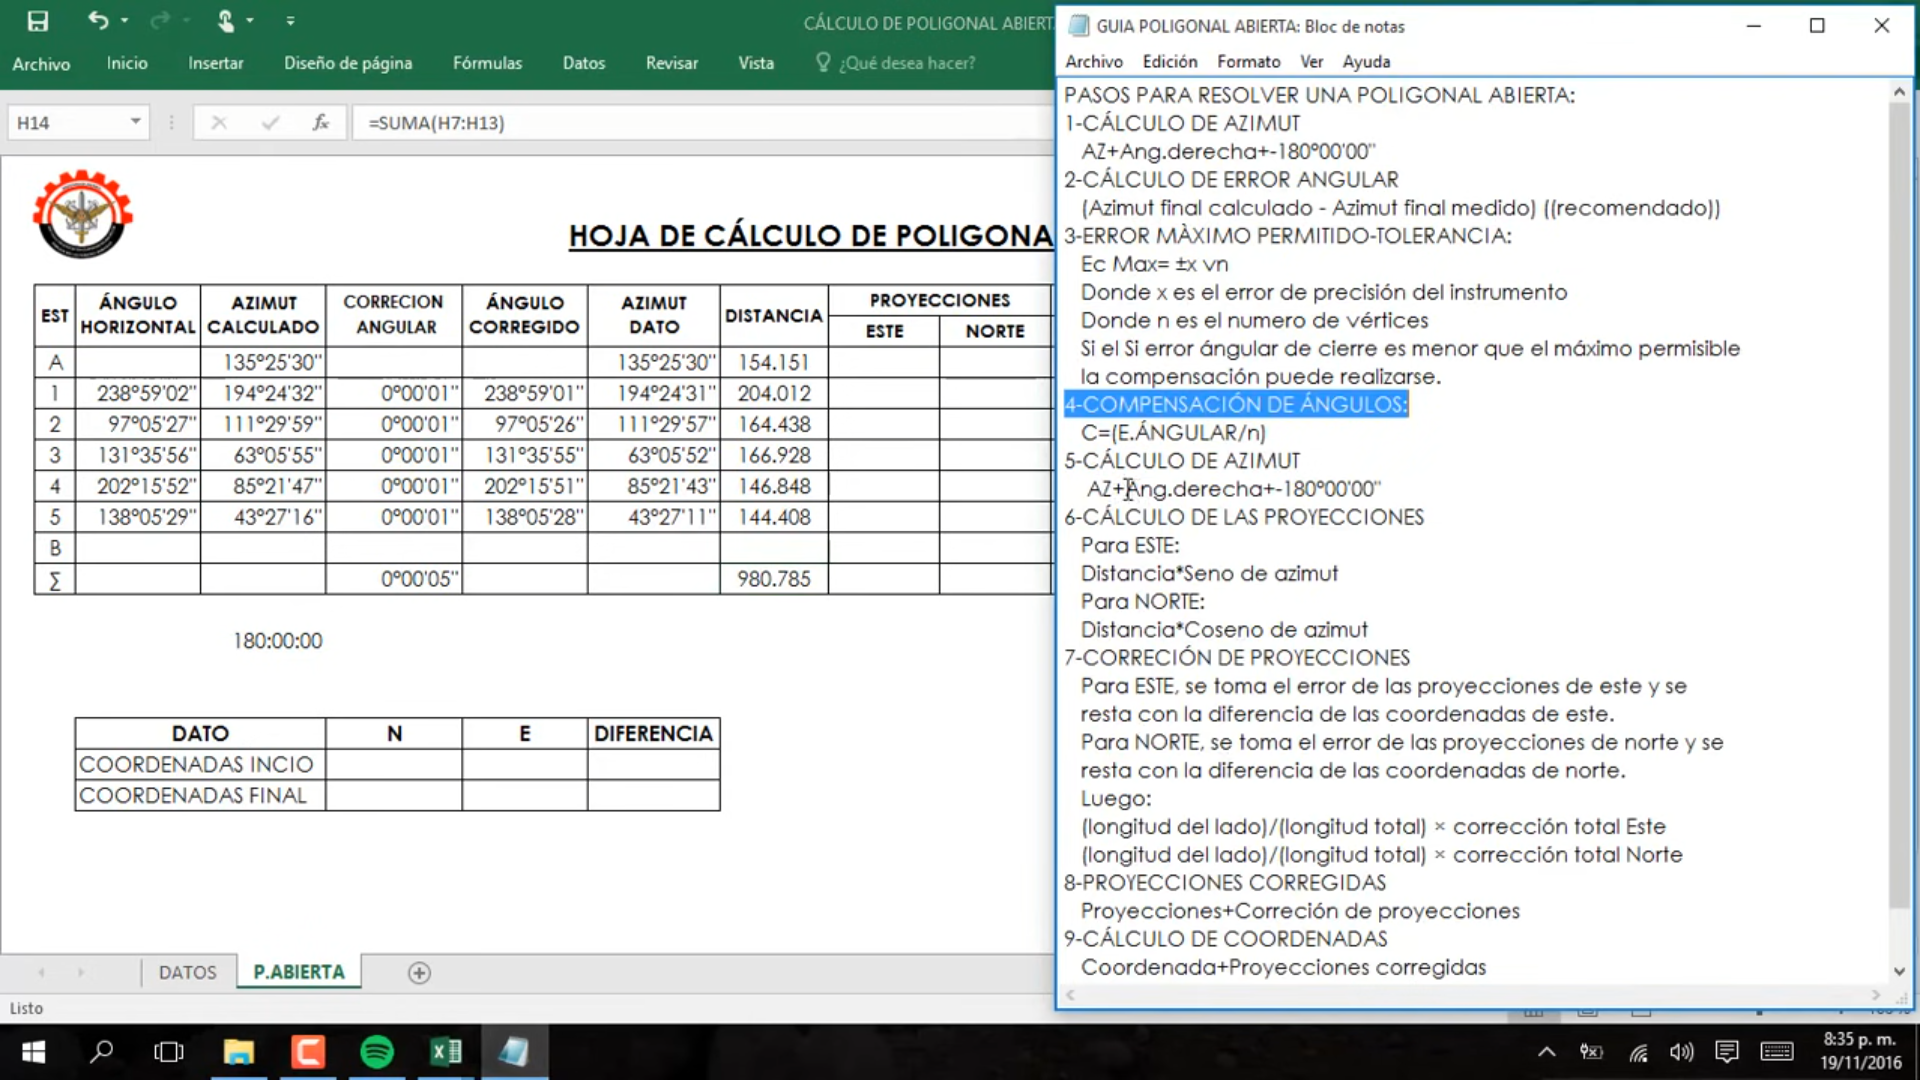 CÁLCULO DE POLIGONAL ABIERT
Archivo Inicio Insertar Diseño de página Fórmulas Datos Revisar Vista ¿Qué desea hacer?
H14 fx =SUMA(H7:H13)
HOJA DE CÁLCULO DE POLIGONA
EST ÁNGULO HORIZONTAL AZIMUT CALCULADO CORRECION ANGULAR ÁNGULO CORREGIDO AZIMUT DATO DISTANCIA PROYECCIONES
ESTE NORTE
A 135°25'30" 135°25'30" 154.151
1 238°59'02" 194°24'32" 0°00'01" 238°59'01" 194°24'31" 204.012
2 97°05'27" 111°29'59" 0°00'01" 97°05'26" 111°29'57" 164.438
3 131°35'56" 63°05'55" 0°00'01" 131°35'55" 63°05'52" 166.928
4 202°15'52" 85°21'47" 0°00'01" 202°15'51" 85°21'43" 146.848
5 138°05'29" 43°27'16" 0°00'01" 138°05'28" 43°27'11" 144.408
B
∑ 0°00'05" 980.785
180:00:00
DATO N E DIFERENCIA
COORDENADAS INCIO
COORDENADAS FINAL
DATOS P.ABIERTA
Listo
GUIA POLIGONAL ABIERTA: Bloc de notas
Archivo Edición Formato Ver Ayuda
PASOS PARA RESOLVER UNA POLIGONAL ABIERTA:
1-CÁLCULO DE AZIMUT
AZ+Ang.derecha+-180°00'00"
2-CÁLCULO DE ERROR ANGULAR
(Azimut final calculado - Azimut final medido) ((recomendado))
3-ERROR MÀXIMO PERMITIDO-TOLERANCIA:
Ec Max= ±x √n
Donde x es el error de precisión del instrumento
Donde n es el numero de vértices
Si el Si error ángular de cierre es menor que el máximo permisible
la compensación puede realizarse.
4-COMPENSACIÓN DE ÁNGULOS:
C=(E.ÁNGULAR/n)
5-CÁLCULO DE AZIMUT
AZ+Ang.derecha+-180°00'00"
6-CÁLCULO DE LAS PROYECCIONES
Para ESTE:
Distancia*Seno de azimut
Para NORTE:
Distancia*Coseno de azimut
7-CORRECIÓN DE PROYECCIONES
Para ESTE, se toma el error de las proyecciones de este y se
resta con la diferencia de las coordenadas de este.
Para NORTE, se toma el error de las proyecciones de norte y se
resta con la diferencia de las coordenadas de norte.
Luego:
(longitud del lado)/(longitud total) × corrección total Este
(longitud del lado)/(longitud total) × corrección total Norte
8-PROYECCIONES CORREGIDAS
Proyecciones+Correción de proyecciones
9-CÁLCULO DE COORDENADAS
Coordenada+Proyecciones corregidas
8:35 p. m.
19/11/2016